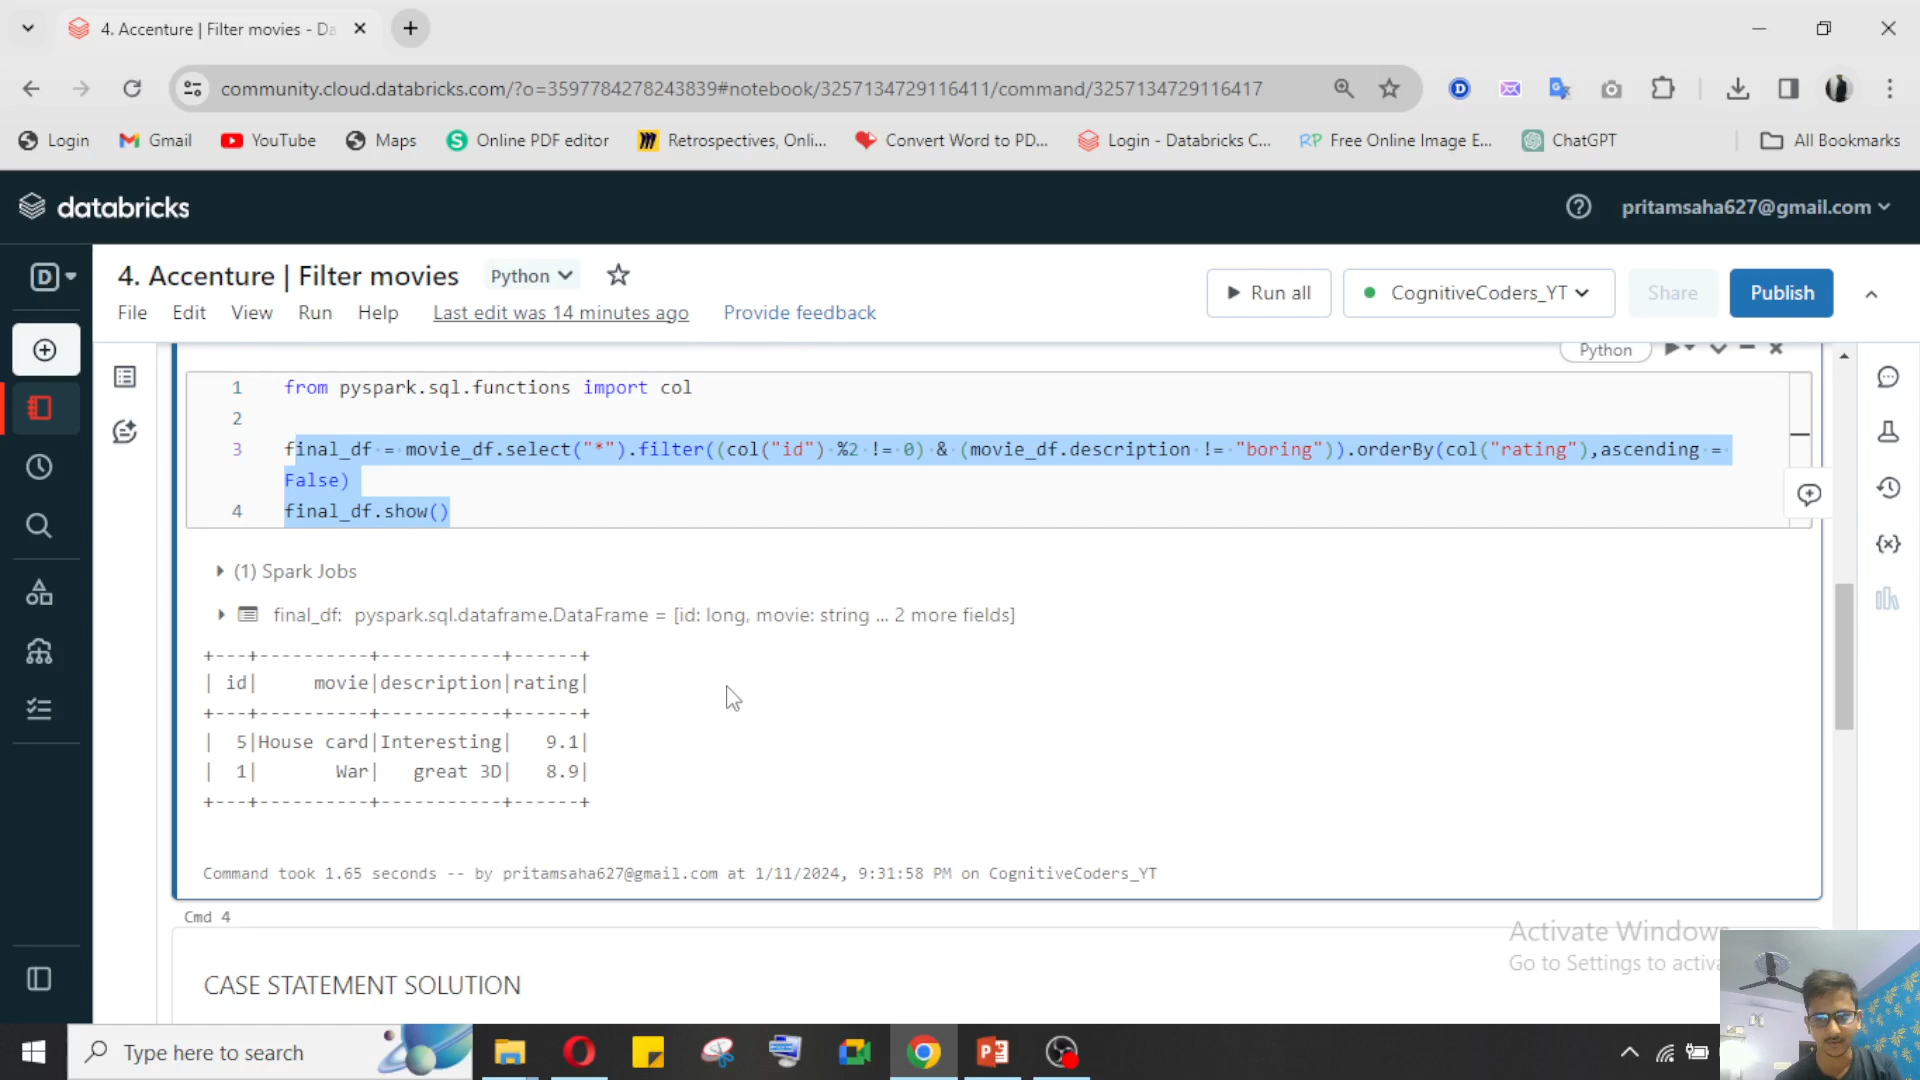 4. Accenture | Filter movies - Da
community.cloud.databricks.com/?o=3597784278243839#notebook/3257134729116411/command/3257134729116417
Login Gmail YouTube Maps Online PDF editor Retrospectives, Onli... Convert Word to PD... Login - Databricks C... RP Free Online Image E... ChatGPT All Bookmarks
databricks
pritamsaha627@gmail.com
D
4. Accenture | Filter movies Python
Run all CognitiveCoders_YT Share Publish
File Edit View Run Help Last edit was 14 minutes ago Provide feedback
Python
1 from pyspark.sql.functions import col
2
3 final_df = movie_df.select("*").filter((col("id") %2 != 0) & (movie_df.description != "boring")).orderBy(col("rating"),ascending =
False)
4 final_df.show()
(1) Spark Jobs
final_df: pyspark.sql.dataframe.DataFrame = [id: long, movie: string ... 2 more fields]
+---+----------+-----------+------+
| id|     movie|description|rating|
+---+----------+-----------+------+
|  5|House card|Interesting|   9.1|
|  1|       War|   great 3D|   8.9|
+---+----------+-----------+------+
Command took 1.65 seconds -- by pritamsaha627@gmail.com at 1/11/2024, 9:31:58 PM on CognitiveCoders_YT
Cmd 4
Activate Windows
Go to Settings to activa
CASE STATEMENT SOLUTION
Type here to search